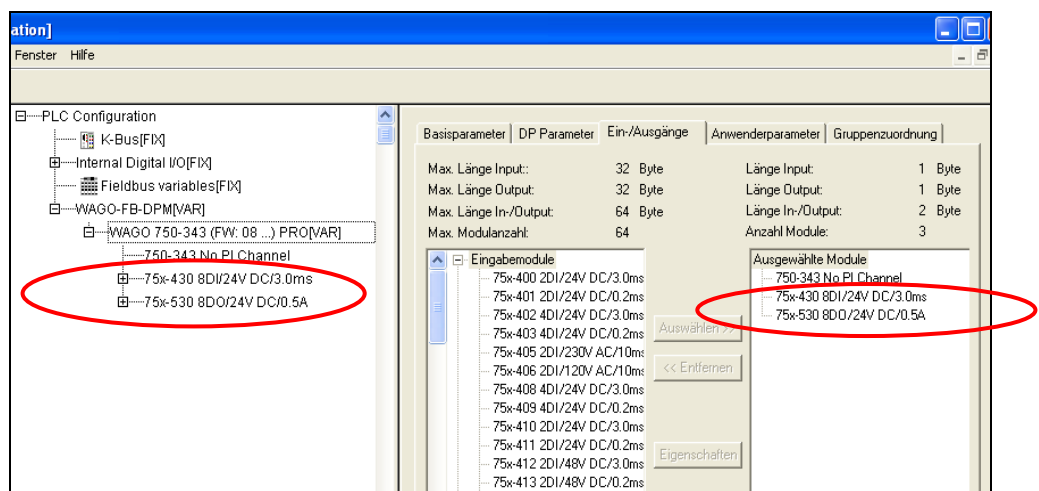 ation]
Fenster Hilfe
PLC Configuration
K-Bus[FIX]
Internal Digital I/O[FIX]
Fieldbus variables[FIX]
WAGO-FB-DPM[VAR]
WAGO 750-343 (FW: 08 ...) PRO[VAR]
750-343 No PI Channel
75x-430 8DI/24V DC/3.0ms
75x-530 8DO/24V DC/0.5A
Basisparameter DP Parameter Ein-/Ausgänge Anwenderparameter Gruppenzuordnung
Max. Länge Input:: 32 Byte Länge Input: 1 Byte
Max. Länge Output: 32 Byte Länge Output: 1 Byte
Max. Länge In-/Output: 64 Byte Länge In-/Output: 2 Byte
Max. Modulanzahl: 64 Anzahl Module: 3
Eingabemodule
75x-400 2DI/24V DC/3.0ms
75x-401 2DI/24V DC/0.2ms
75x-402 4DI/24V DC/3.0ms
75x-403 4DI/24V DC/0.2ms
75x-405 2DI/230V AC/10ms
75x-406 2DI/120V AC/10ms
75x-408 4DI/24V DC/3.0ms
75x-409 4DI/24V DC/0.2ms
75x-410 2DI/24V DC/3.0ms
75x-411 2DI/24V DC/0.2ms
75x-412 2DI/48V DC/3.0ms
75x-413 2DI/48V DC/0.2ms
Auswählen >>
<< Entfernen
Eigenschaften
Ausgewählte Module
750-343 No PI Channel
75x-430 8DI/24V DC/3.0ms
75x-530 8DO/24V DC/0.5A